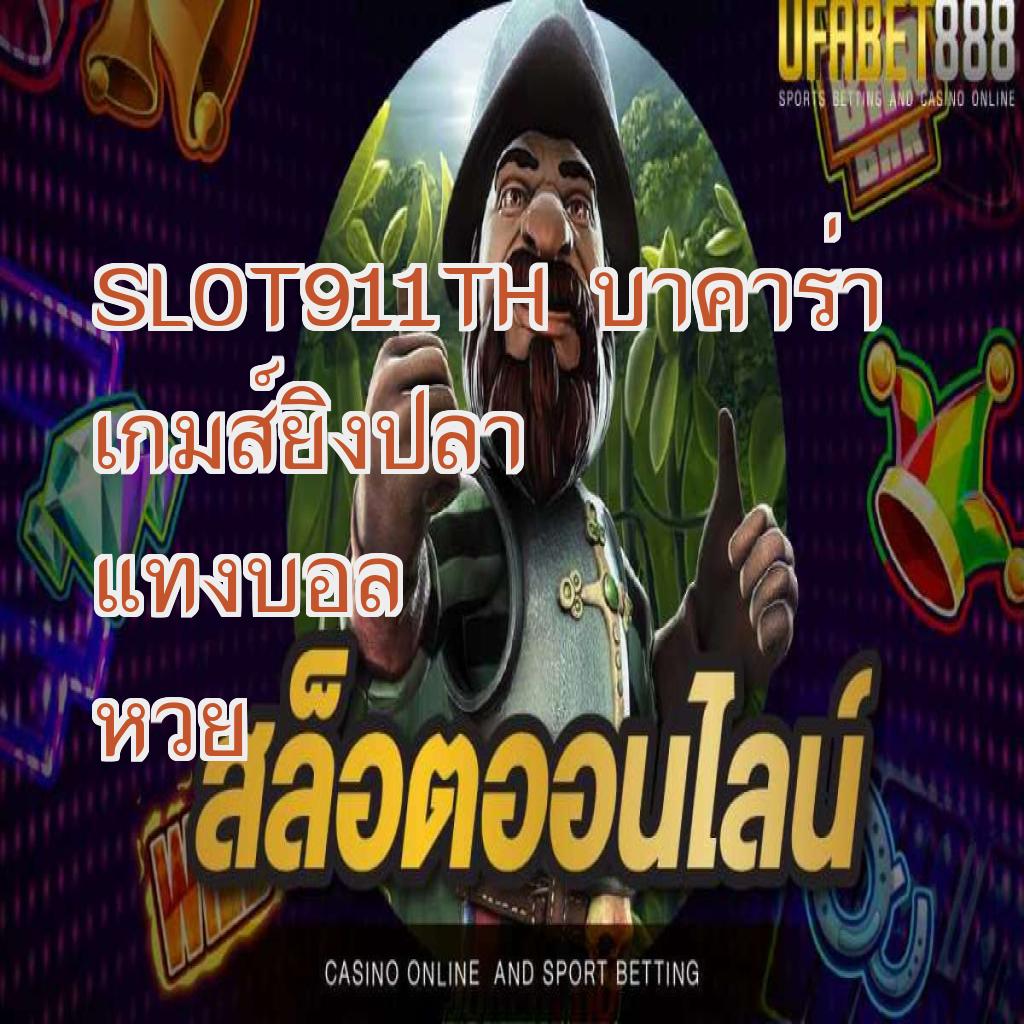 UFABET888
SPORTS BETTING AND CASINO ONLINE
BAR
SLOT911TH บาคาร่า
เกมส์ยิงปลา
แทงบอล
หวย
สล็อตออนไลน์
CASINO ONLINE AND SPORT BETTING